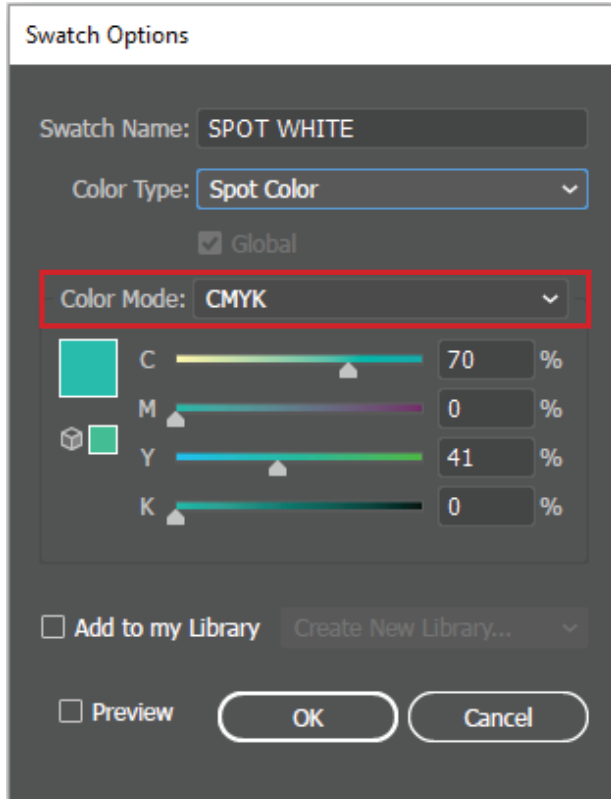 Swatch Options
Swatch Name: SPOT WHITE
Color Type: Spot Color
Global
Color Mode: CMYK
C 70 %
M 0 %
Y 41 %
K 0 %
Add to my Library Create New Library...
Preview OK Cancel